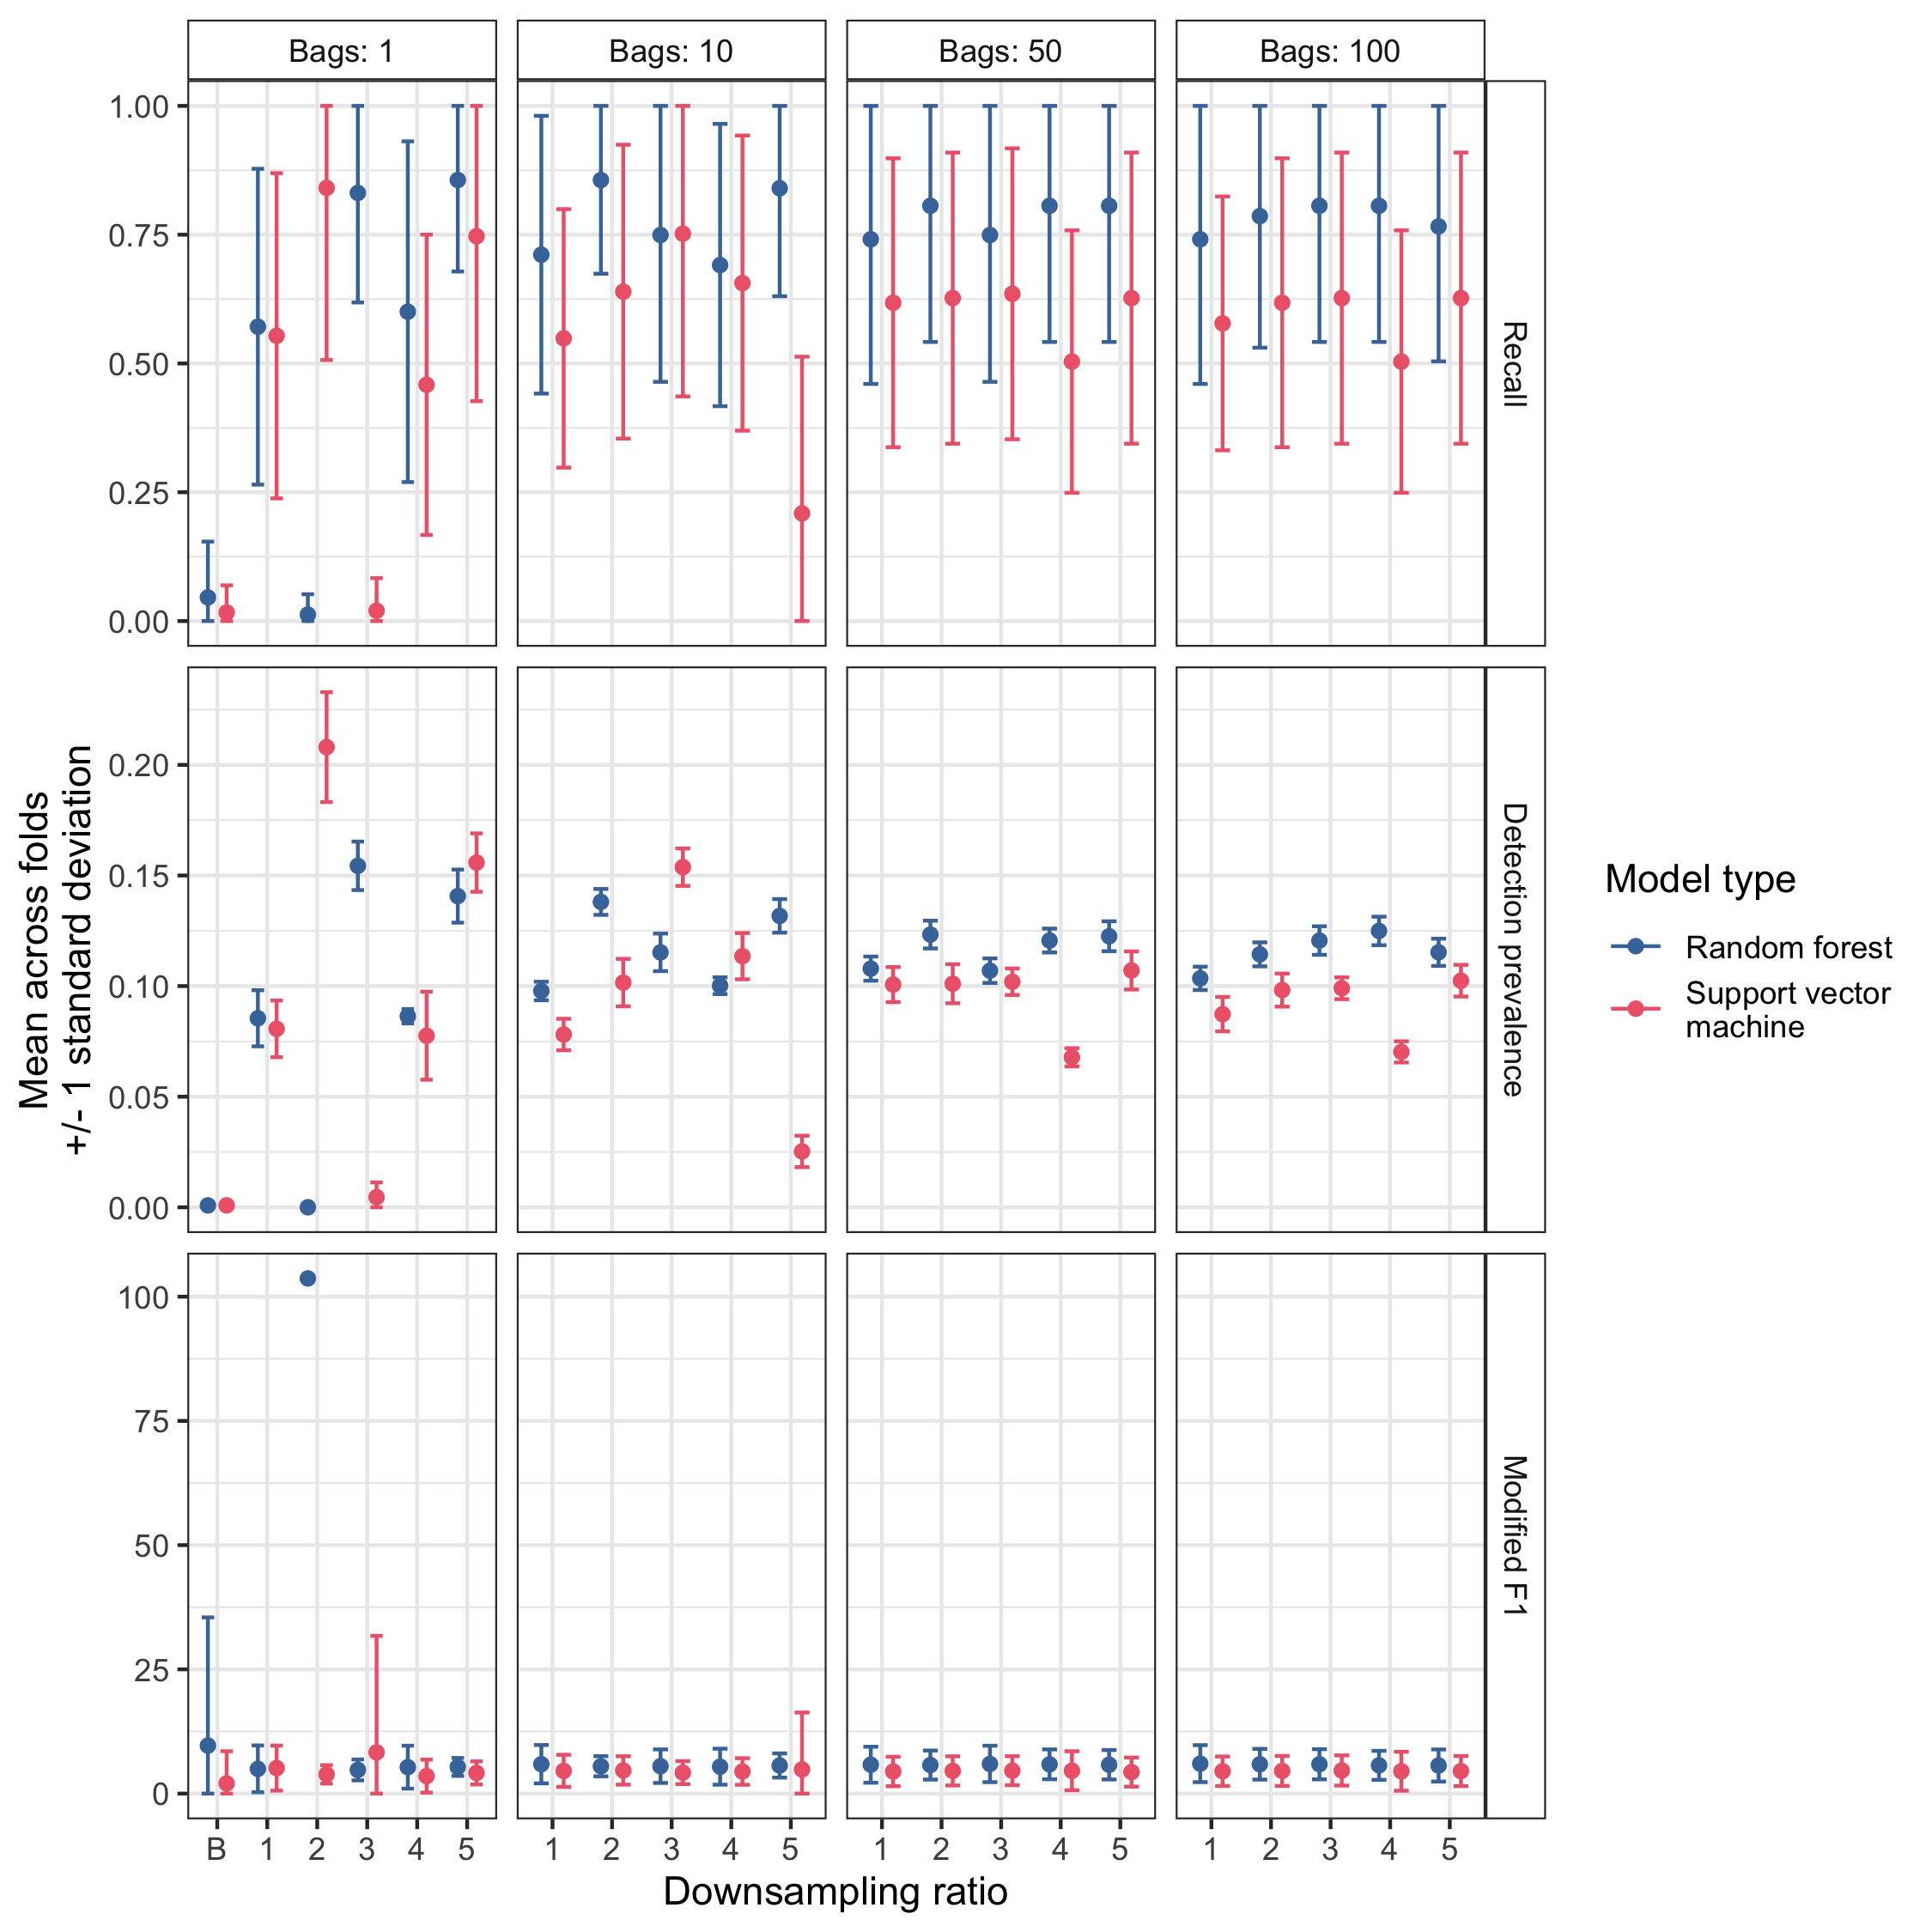 Bags: 1
Bags: 10
Bags: 50
Bags: 100
1.00
0.75
0.50
0.25
0.00
Recall
0.20
0.15
0.10
0.05
0.00
Detection prevalence
100
75
50
25
0
Modified F1
Mean across folds
+/- 1 standard deviation
B 1 2 3 4 5
1 2 3 4 5
1 2 3 4 5
1 2 3 4 5
Downsampling ratio
Model type
Random forest
Support vector
machine